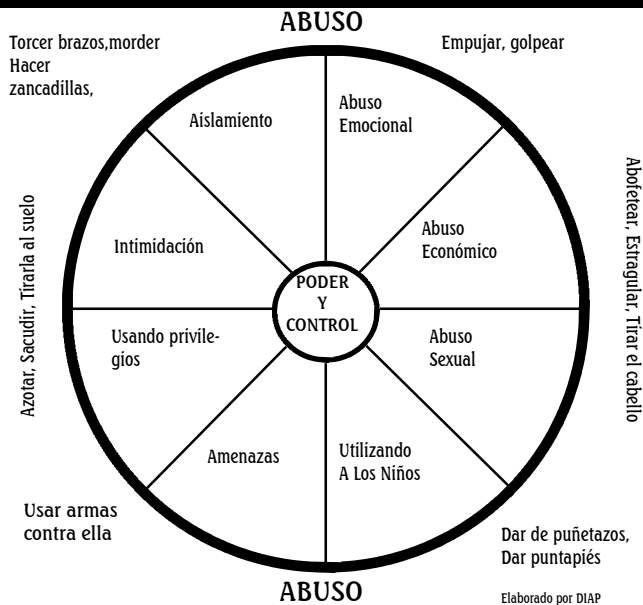 ABUSO
Torcer brazos,morder
Hacer
zancadillas,
Empujar, golpear
Aislamiento
Abuso
Emocional
Intimidación
Abuso
Económico
Azotar, Sacudir, Tirarla al suelo
Abofetear, Estragular, Tirar el cabello
PODER
Y
CONTROL
Usando privile-
gios
Abuso
Sexual
Amenazas
Utilizando
A Los Niños
Usar armas
contra ella
Dar de puñetazos,
Dar puntapiés
ABUSO
Elaborado por DIAP